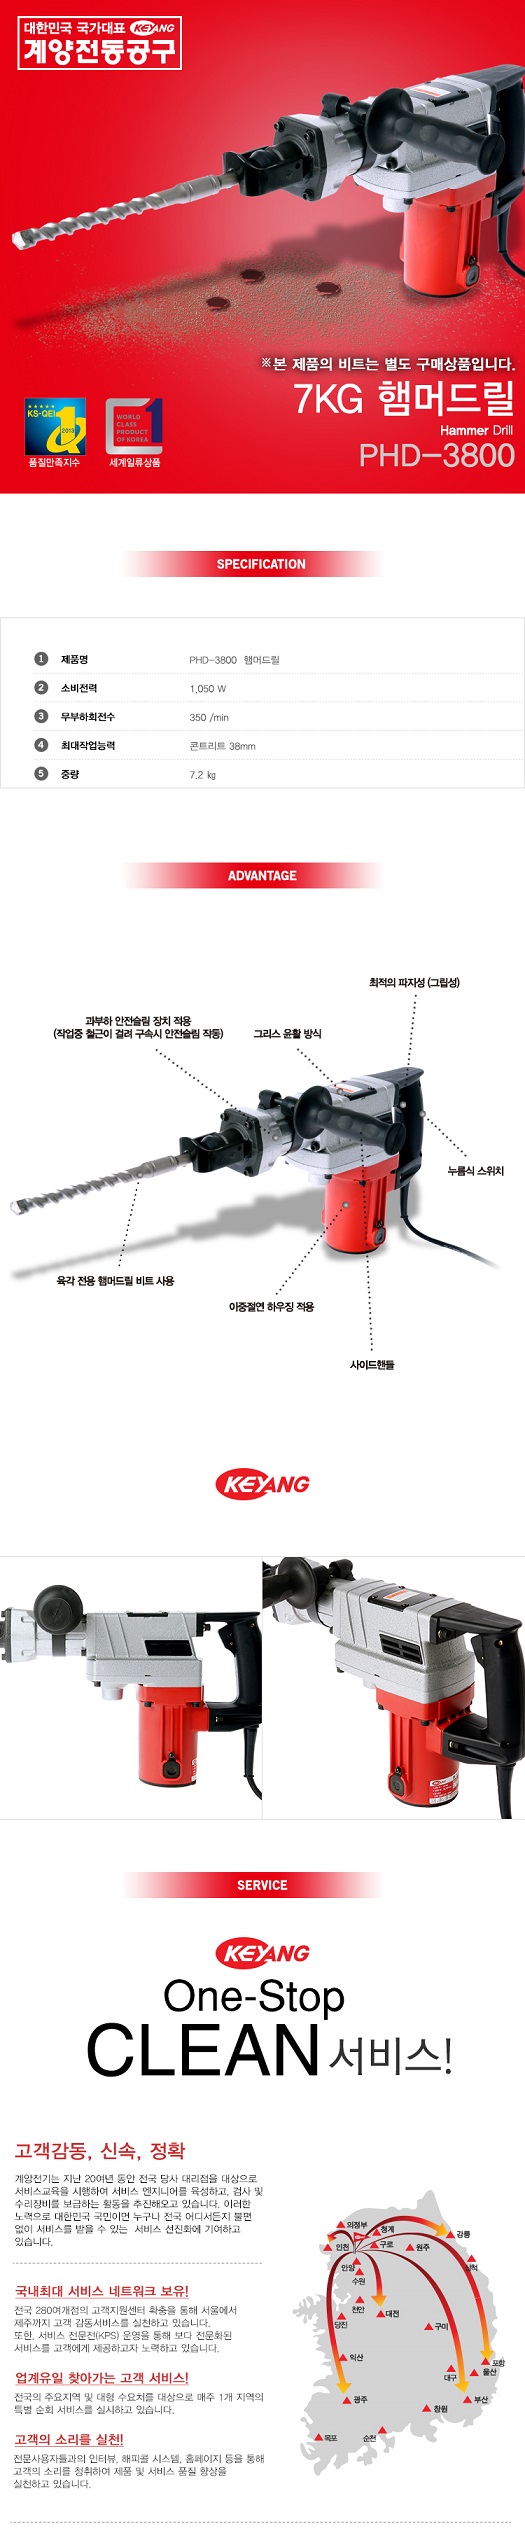 대한민국 국가대표 KEYANG
계양전동공구
※본 제품의 비트는 별도 구매상품입니다.
7KG 햄머드릴
Hammer Drill
PHD-3800
KS-QEI
2013
품질만족지수
WORLD
CLASS
PRODUCT
OF KOREA
1
세계일류상품
SPECIFICATION
1 제품명 PHD-3800 햄머드릴
2 소비전력 1,050 W
3 무부하회전수 350 /min
4 최대작업능력 콘트리트 38mm
5 중량 7.2 kg
ADVANTAGE
최적의 파지성 (그립성)
과부하 안전슬립 장치 적용
(작업중 철근이 걸려 구속시 안전슬립 작동)
그리스 윤활 방식
누름식 스위치
육각 전용 햄머드릴 비트 사용
이중절연 하우징 적용
사이드핸들
KEYANG
SERVICE
KEYANG
One-Stop
CLEAN 서비스!
고객감동, 신속, 정확
계양전기는 지난 20여년 동안 전국 당사 대리점을 대상으로
서비스교육을 시행하여 서비스 엔지니어를 육성하고, 검사 및
수리장비를 보급하는 활동을 추진해오고 있습니다. 이러한
노력으로 대한민국 국민이면 누구나 전국 어디서든지 불편
없이 서비스를 받을 수 있는 서비스 선진화에 기여하고
있습니다.
국내최대 서비스 네트워크 보유!
전국 280여개점의 고객지원센터 확충을 통해 서울에서
제주까지 고객 감동서비스를 실천하고 있습니다.
또한, 서비스 전문전(KPS) 운영을 통해 보다 전문화된
서비스를 고객에게 제공하고자 노력하고 있습니다.
업계유일 찾아가는 고객 서비스!
전국의 주요지역 및 대형 수요처를 대상으로 매주 1개 지역의
특별 순회 서비스를 실시하고 있습니다.
고객의 소리를 실천!
전문사용자들과의 인터뷰, 해피콜 시스템, 홈페이지 등을 통해
고객의 소리를 청취하여 제품 및 서비스 품질 향상을
실천하고 있습니다.
의정부
청계
강릉
인천
구로
원주
안양
삼척
수원
천안
대전
당진
구미
익산
포항
대구
울산
광주
부산
창원
목포
순천